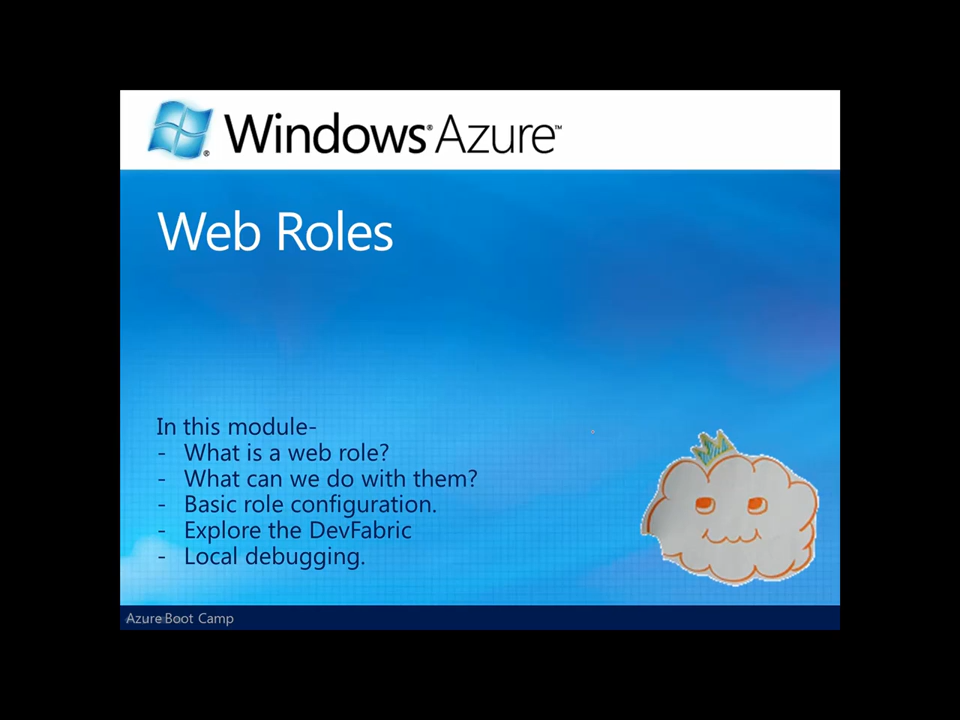 Windows® Azure™
Web Roles
In this module-
- What is a web role?
- What can we do with them?
- Basic role configuration.
- Explore the DevFabric
- Local debugging.
Azure Boot Camp